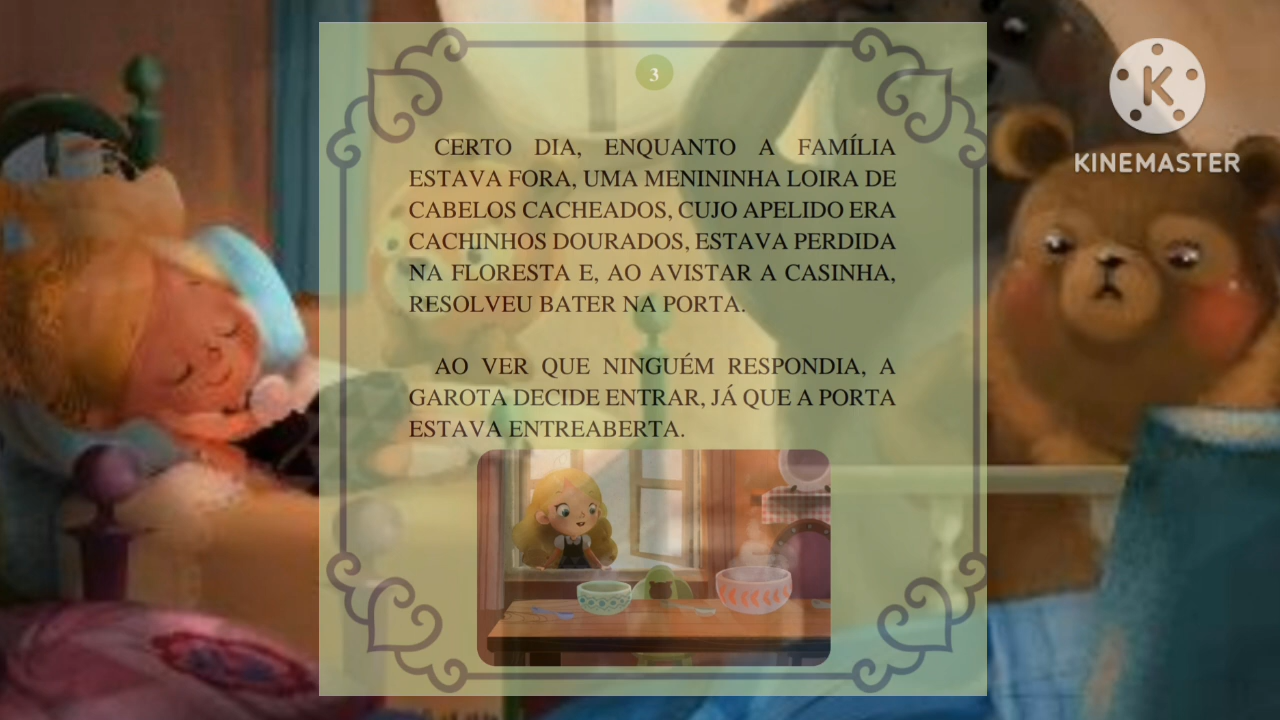 3
CERTO DIA, ENQUANTO A FAMÍLIA
ESTAVA FORA, UMA MENININHA LOIRA DE
CABELOS CACHEADOS, CUJO APELIDO ERA
CACHINHOS DOURADOS, ESTAVA PERDIDA
NA FLORESTA E, AO AVISTAR A CASINHA,
RESOLVEU BATER NA PORTA.
AO VER QUE NINGUÉM RESPONDIA, A
GAROTA DECIDE ENTRAR, JÁ QUE A PORTA
ESTAVA ENTREABERTA.
K
KINEMASTER